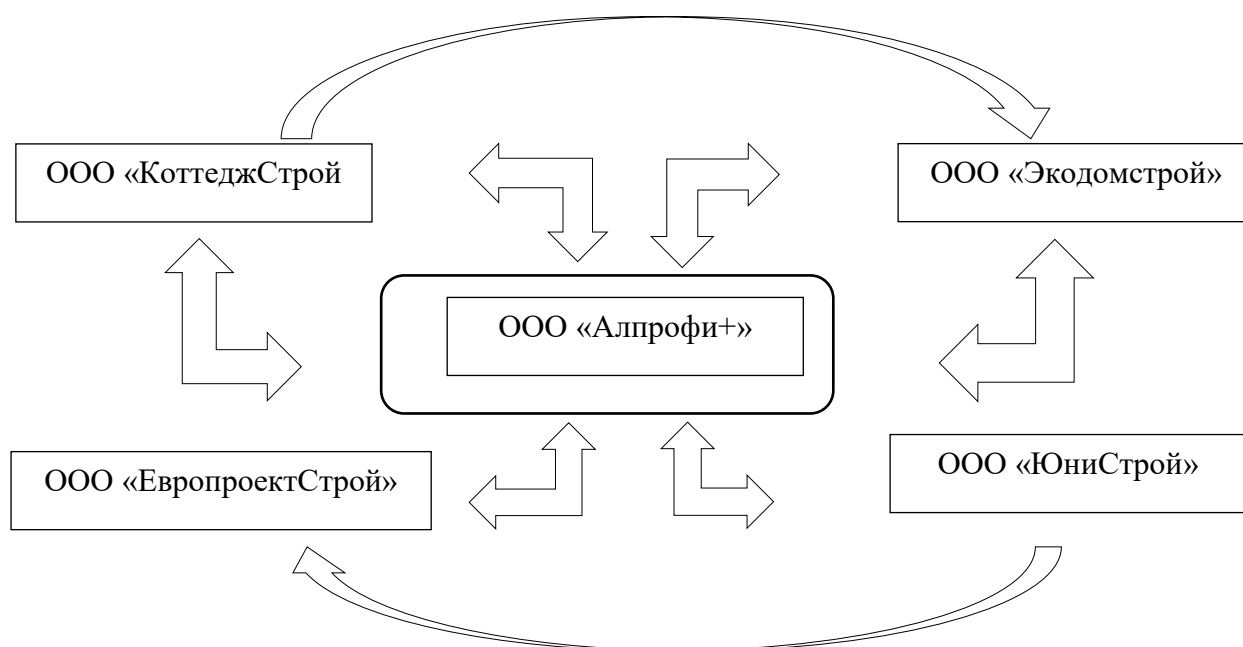 ООО «КоттеджСтрой
ООО «Экодомстрой»
ООО «Алпрофи+»
ООО «ЕвропроектСтрой»
ООО «ЮниСтрой»